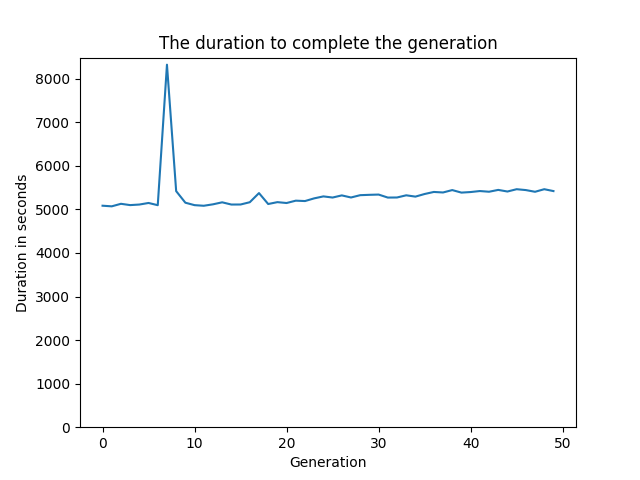 The duration to complete the generation
8000
7000
6000
5000
4000
3000
2000
1000
0
Duration in seconds
0 10 20 30 40 50
Generation